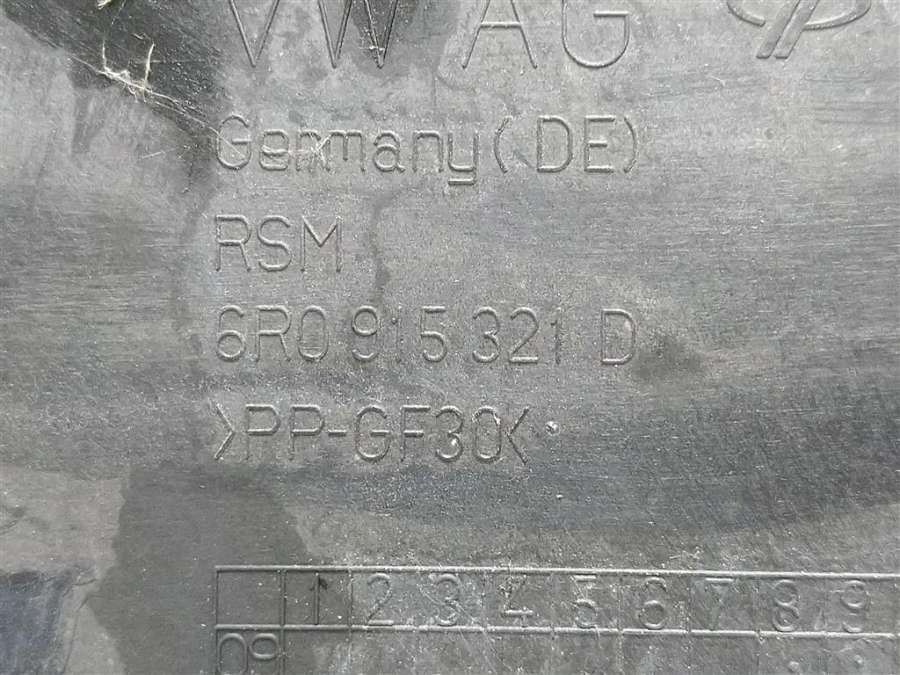 VW AG
Germany(DE)
RSM
6R0 915 321 D
>PP-GF30<
1 2 3 4 5 6 7 8 9
09